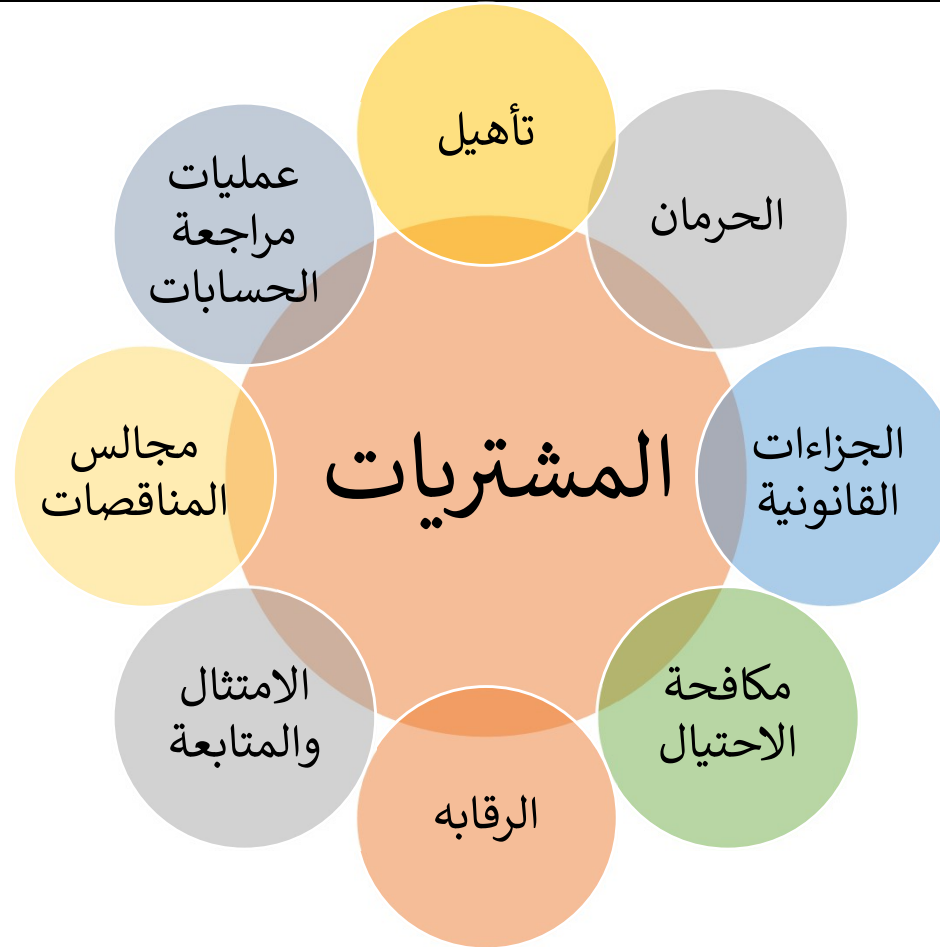 تأهيل
الحرمان
الجزاءات
القانونية
مكافحة
الاحتيال
الرقابه
الامتثال
والمتابعة
مجالس
المناقصات
عمليات
مراجعة
الحسابات
المشتريات